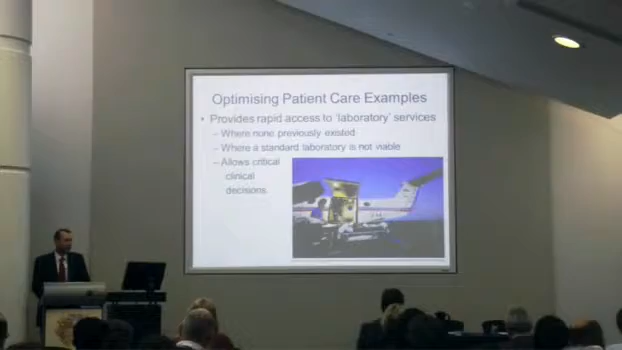 Optimising Patient Care Examples
• Provides rapid access to 'laboratory' services
– Where none previously existed
– Where a standard laboratory is not viable
– Allows critical
clinical
decisions.